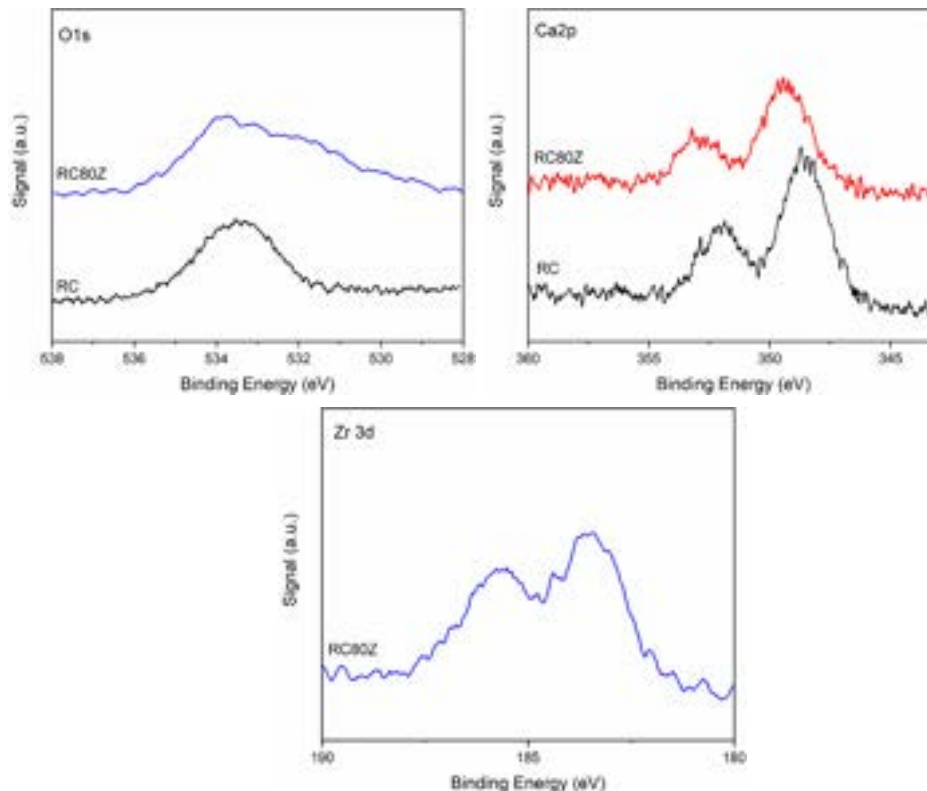 O1s
Signal (a.u.)
RC80Z
RC
538 536 534 532 530 528
Binding Energy (eV)
Ca2p
Signal (a.u.)
RC80Z
RC
360 355 350 345
Binding Energy (eV)
Zr 3d
Signal (a.u.)
RC80Z
190 185 180
Binding Energy (eV)